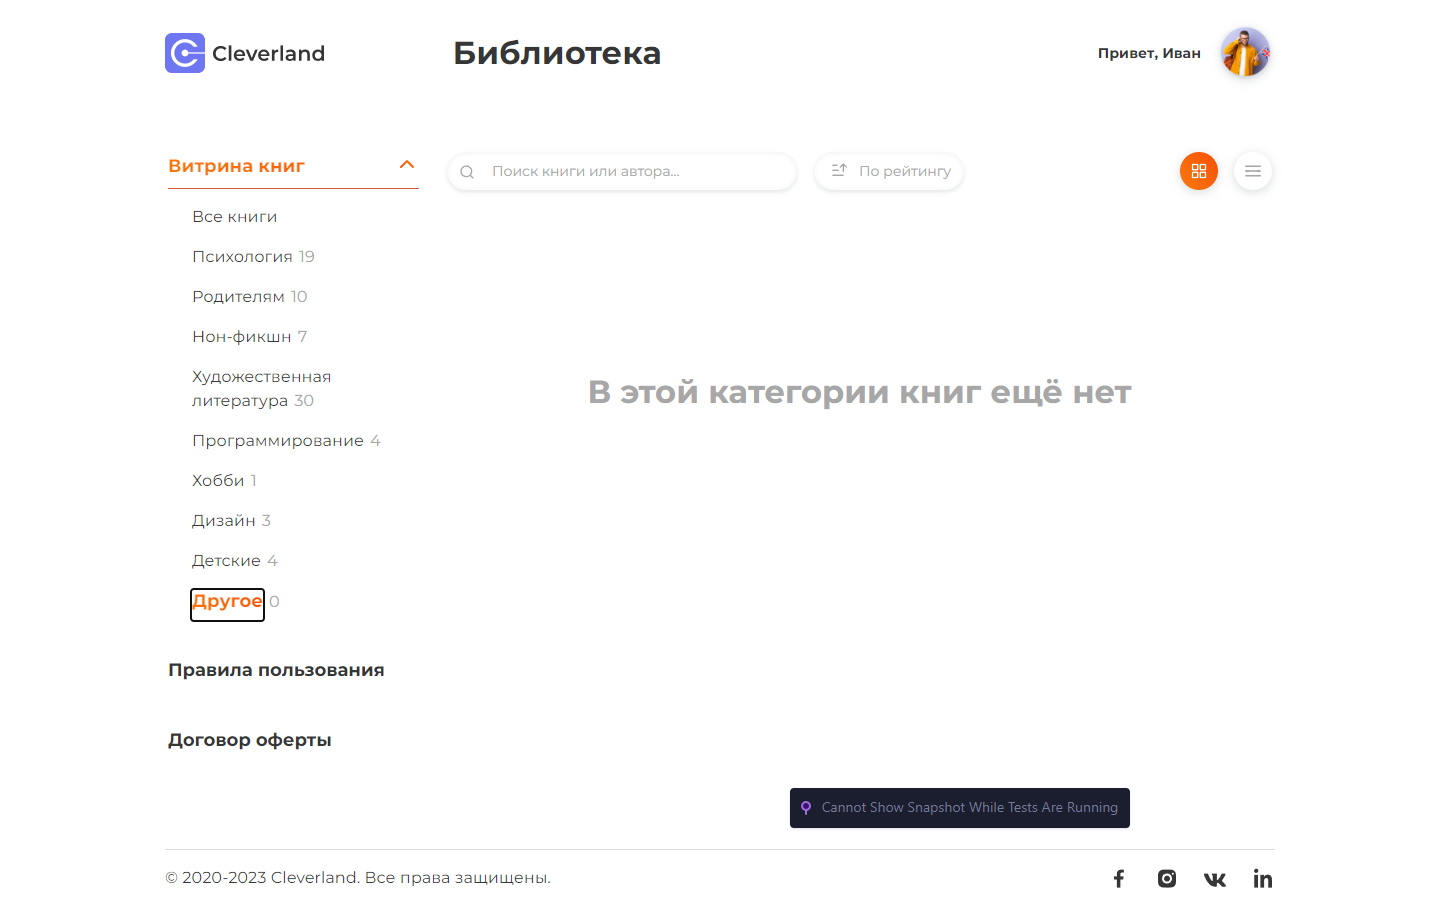 Cleverland
Библиотека
Привет, Иван
Витрина книг
Поиск книги или автора...
По рейтингу
Все книги
Психология 19
Родителям 10
Нон-фикшн 7
Художественная
литература 30
Программирование 4
Хобби 1
Дизайн 3
Детские 4
Другое 0
В этой категории книг ещё нет
Правила пользования
Договор оферты
Cannot Show Snapshot While Tests Are Running
© 2020-2023 Cleverland. Все права защищены.